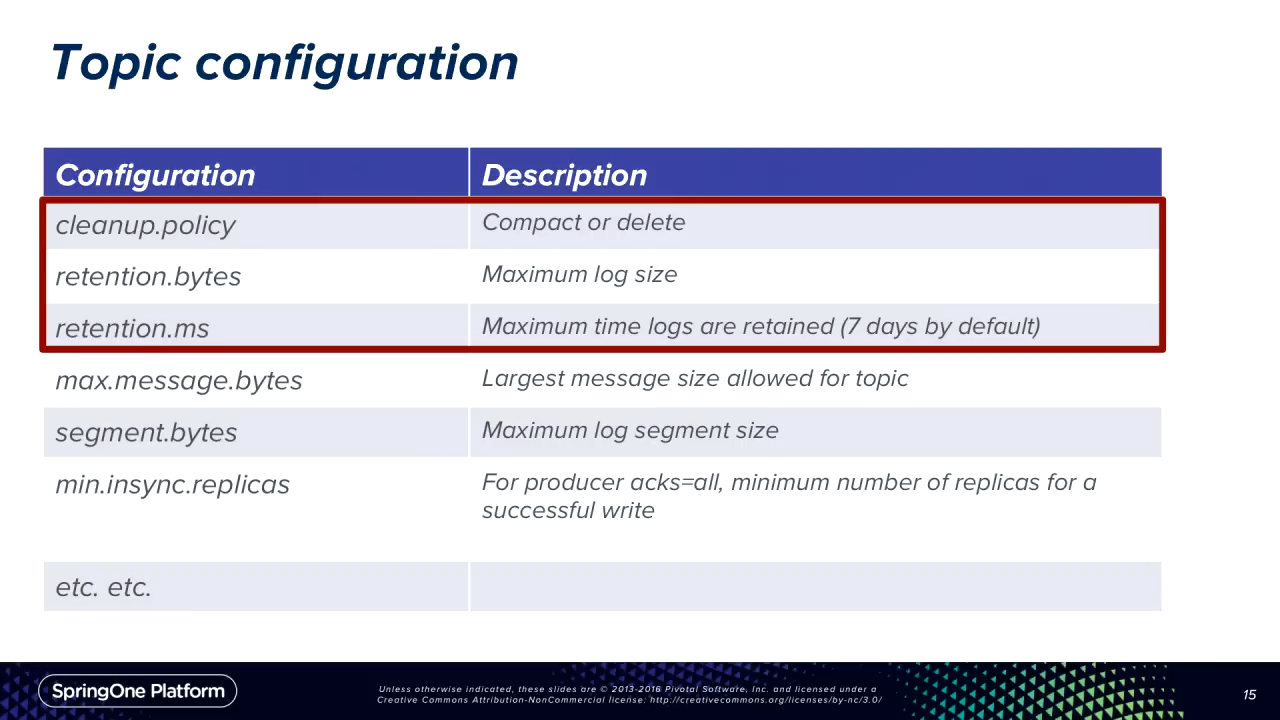 Topic configuration
Configuration Description
cleanup.policy Compact or delete
retention.bytes Maximum log size
retention.ms Maximum time logs are retained (7 days by default)
max.message.bytes Largest message size allowed for topic
segment.bytes Maximum log segment size
min.insync.replicas For producer acks=all, minimum number of replicas for a
successful write
etc. etc.
SpringOne Platform
Unless otherwise indicated, these slides are © 2013-2016 Pivotal Software, Inc. and licensed under a
Creative Commons Attribution-NonCommercial license: http://creativecommons.org/licenses/by-nc/3.0/
15